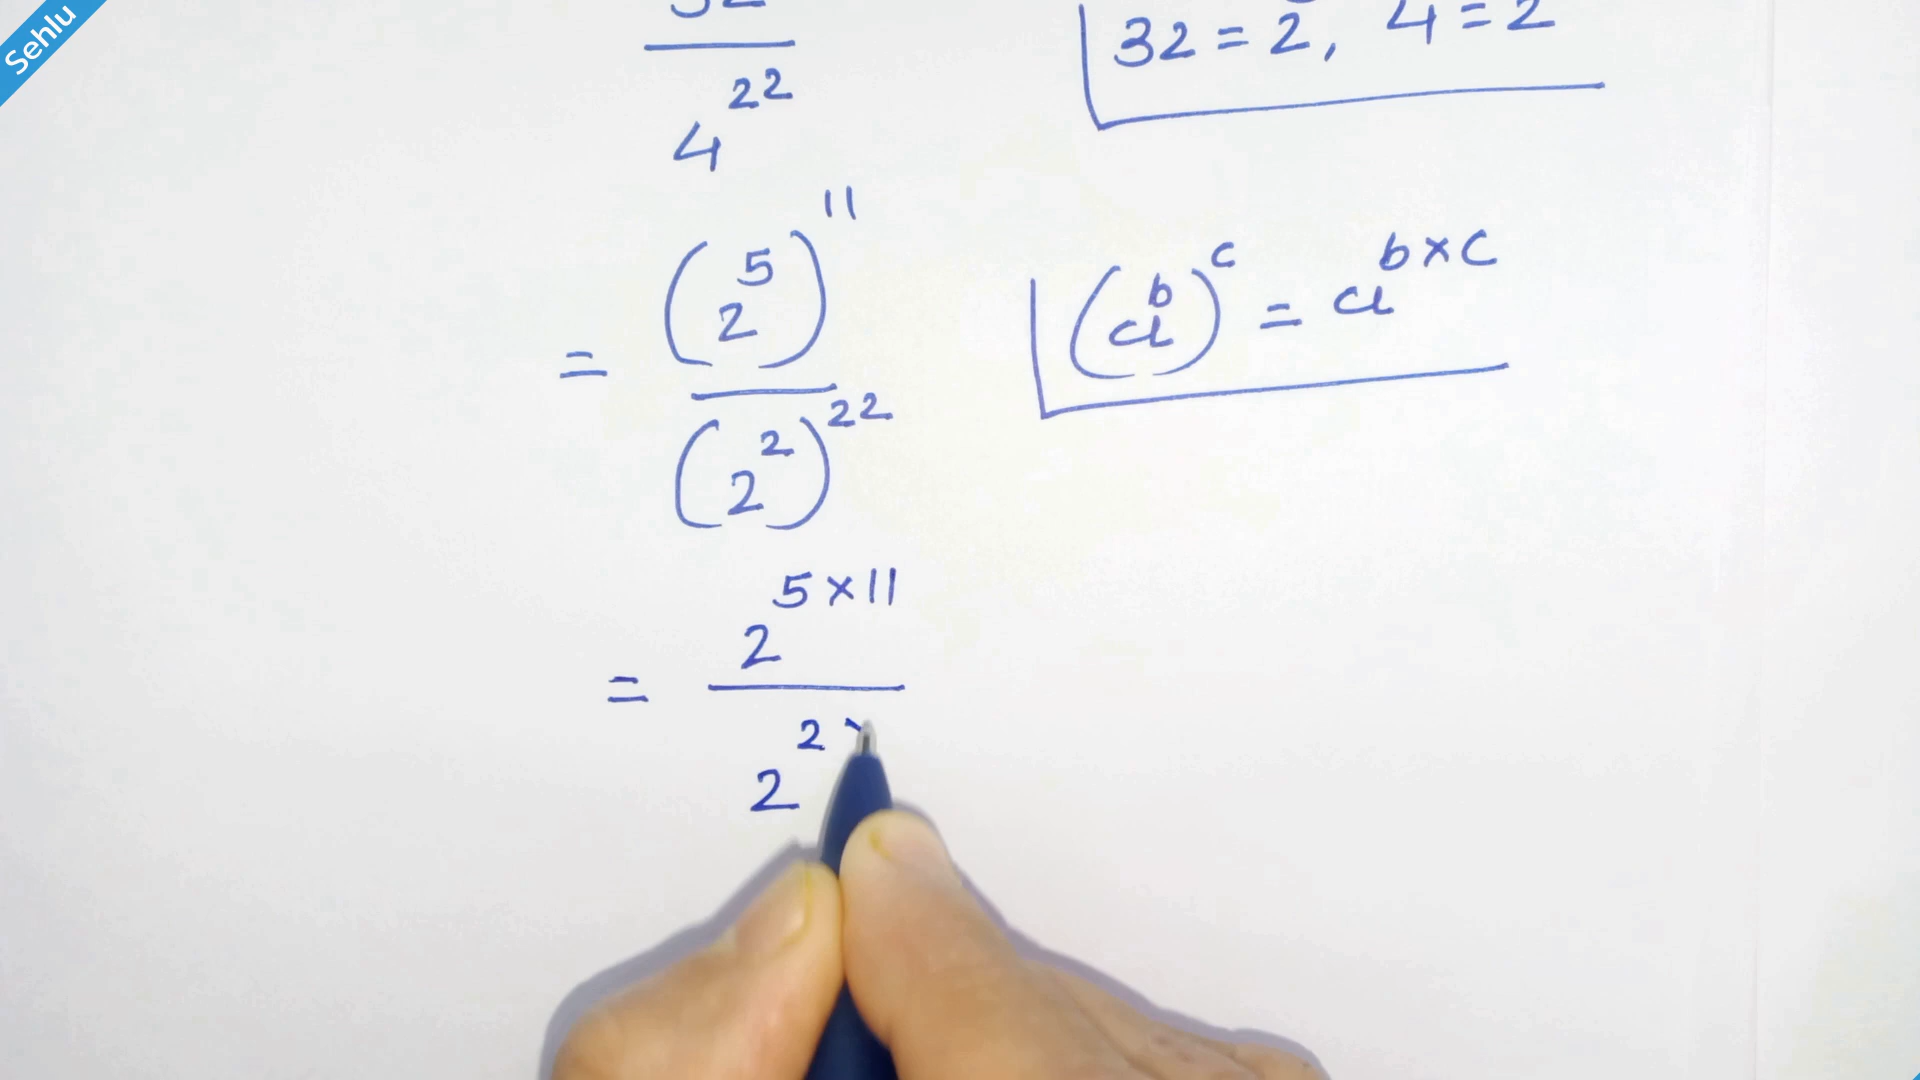 Sehlu
32 = 2, 4 = 2
4^22
(2^5)^11
= ―
(2^2)^22
(a^b)^c = a^b×c
2^5×11
= ―
2^2